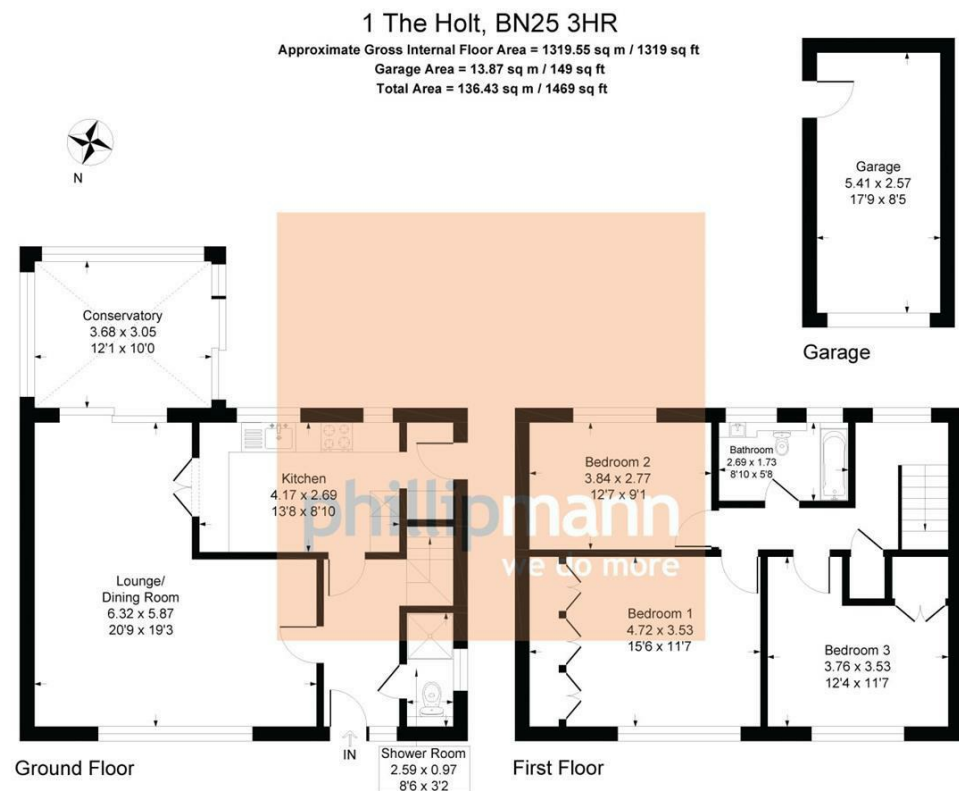 1 The Holt, BN25 3HR
Approximate Gross Internal Floor Area = 1319.55 sq m / 1319 sq ft
Garage Area = 13.87 sq m / 149 sq ft
Total Area = 136.43 sq m / 1469 sq ft
N
Garage
5.41 x 2.57
17'9 x 8'5
Garage
Conservatory
3.68 x 3.05
12'1 x 10'0
Kitchen
4.17 x 2.69
13'8 x 8'10
Lounge/
Dining Room
6.32 x 5.87
20'9 x 19'3
IN
Shower Room
2.59 x 0.97
8'6 x 3'2
Ground Floor
Bedroom 2
3.84 x 2.77
12'7 x 9'1
Bathroom
2.69 x 1.73
8'10 x 5'8
Bedroom 1
4.72 x 3.53
15'6 x 11'7
Bedroom 3
3.76 x 3.53
12'4 x 11'7
First Floor
phillipmann
we do more